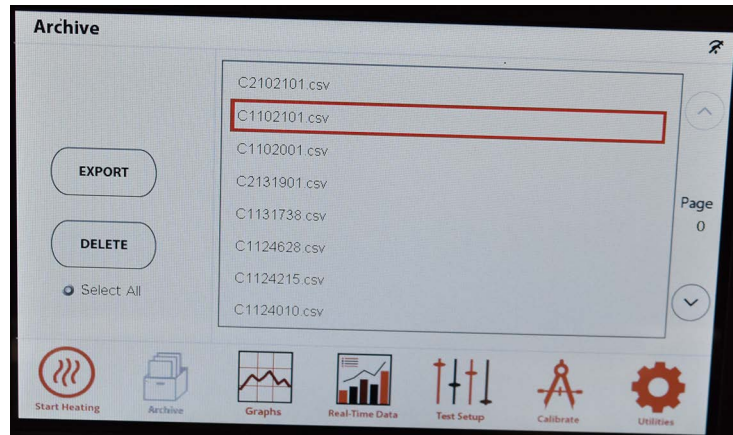 Archive
C2102101.csv
C1102101.csv
C1102001.csv
C2131901.csv
C1131738.csv
C1124628.csv
C1124215.csv
C1124010.csv
EXPORT
DELETE
Select All
Page
0
Start Heating
Archive
Graphs
Real-Time Data
Test Setup
Calibrate
Utilities